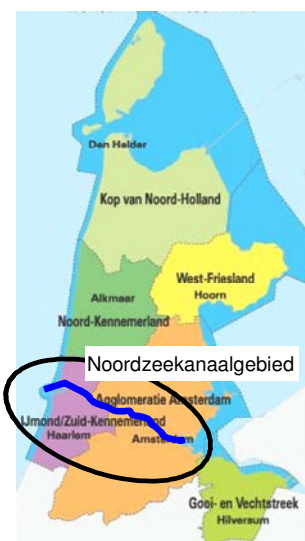 Den Helder
Kop van Noord-Holland
West-Friesland
Hoorn
Alkmaar
Noord-Kennemerland
Noordzeekanaalgebied
Agglomeratie Amsterdam
IJmond/Zuid-Kennemerland
Haarlem
Amsterdam
Gooi- en Vechtstreek
Hilversum